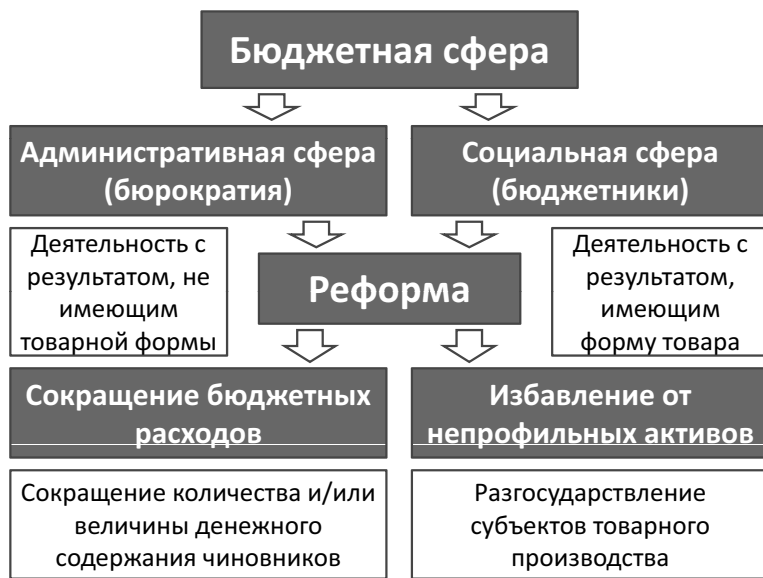 Бюджетная сфера
Административная сфера
(бюрократия)
Социальная сфера
(бюджетники)
Деятельность с
результатом, не
имеющим
товарной формы
Реформа
Деятельность с
результатом,
имеющим
форму товара
Сокращение бюджетных
расходов
Избавление от
непрофильных активов
Сокращение количества и/или
величины денежного
содержания чиновников
Разгосударствление
субъектов товарного
производства